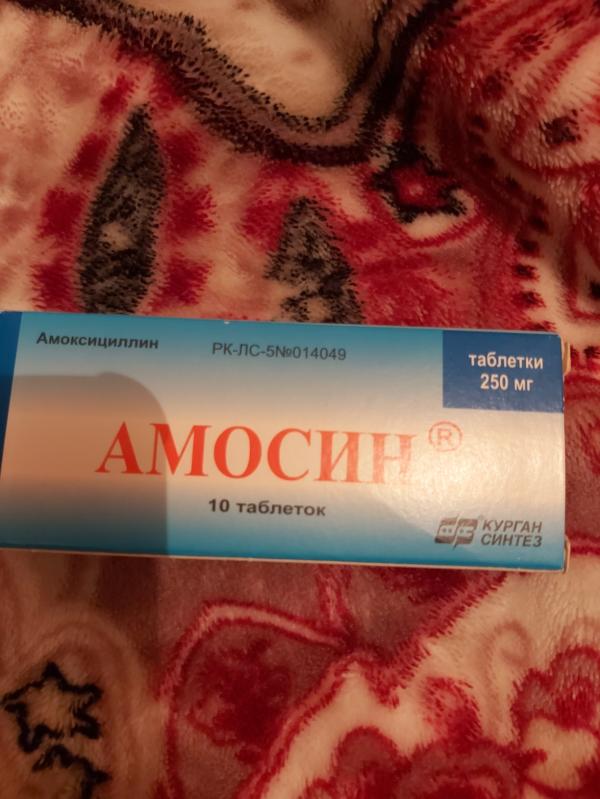 Амоксициллин
РК-ЛС-5№014049
таблетки
250 мг
АМОСИН®
10 таблеток
КУРГАН
СИНТЕЗ